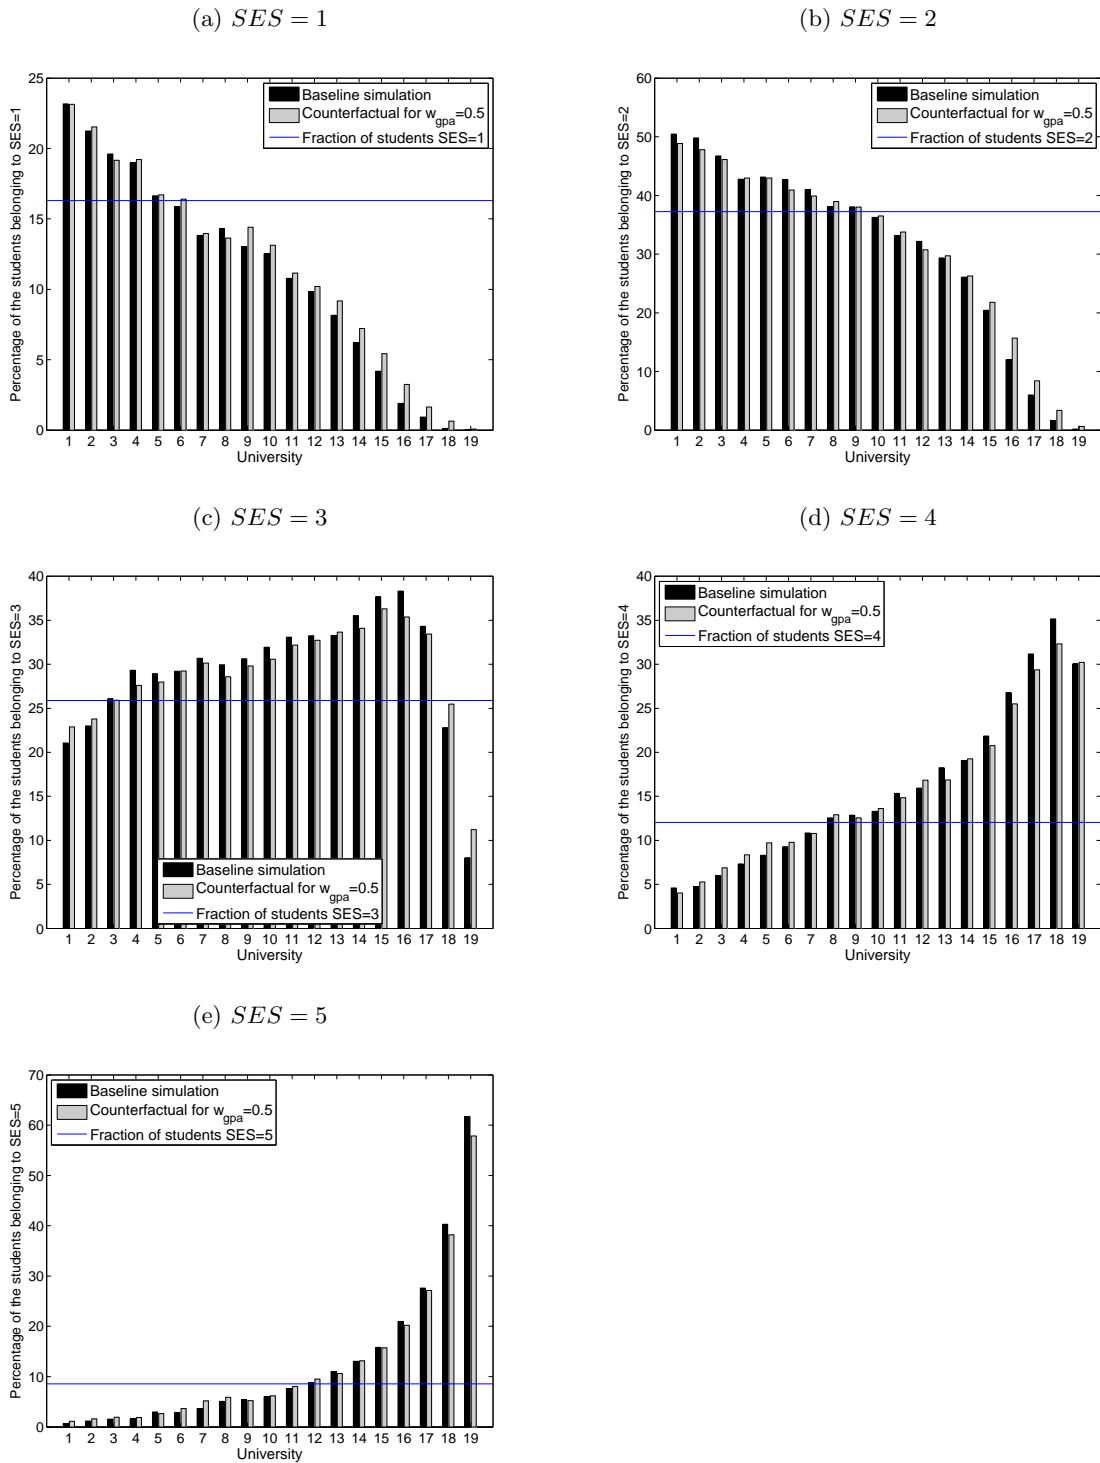 (a) SES = 1
Percentage of the students belonging to SES=1
25
20
15
10
5
0
Baseline simulation
Counterfactual for w_gpa=0.5
Fraction of students SES=1
1 2 3 4 5 6 7 8 9 10 11 12 13 14 15 16 17 18 19
University
(b) SES = 2
Percentage of the students belonging to SES=2
60
50
40
30
20
10
0
Baseline simulation
Counterfactual for w_gpa=0.5
Fraction of students SES=2
1 2 3 4 5 6 7 8 9 10 11 12 13 14 15 16 17 18 19
University
(c) SES = 3
Percentage of the students belonging to SES=3
40
35
30
25
20
15
10
5
0
Baseline simulation
Counterfactual for w_gpa=0.5
Fraction of students SES=3
1 2 3 4 5 6 7 8 9 10 11 12 13 14 15 16 17 18 19
University
(d) SES = 4
Percentage of the students belonging to SES=4
40
35
30
25
20
15
10
5
0
Baseline simulation
Counterfactual for w_gpa=0.5
Fraction of students SES=4
1 2 3 4 5 6 7 8 9 10 11 12 13 14 15 16 17 18 19
University
(e) SES = 5
Percentage of the students belonging to SES=5
70
60
50
40
30
20
10
0
Baseline simulation
Counterfactual for w_gpa=0.5
Fraction of students SES=5
1 2 3 4 5 6 7 8 9 10 11 12 13 14 15 16 17 18 19
University